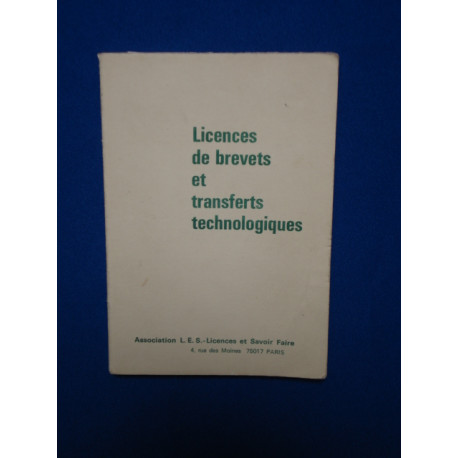 Licences
de brevets
et
transferts
technologiques
Association L. E. S.-Licences et Savoir Faire
4, rue des Moines 75017 PARIS